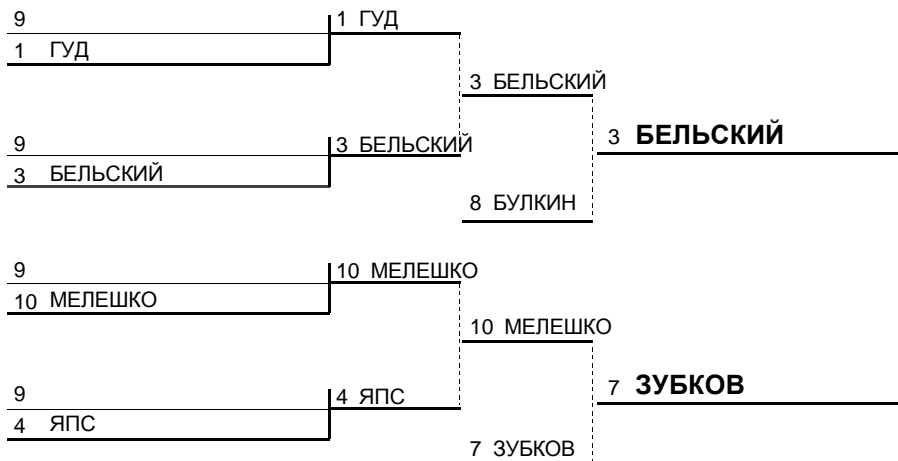 9
1 ГУД
1 ГУД
3 БЕЛЬСКИЙ
9
3 БЕЛЬСКИЙ
3 БЕЛЬСКИЙ
3 БЕЛЬСКИЙ
8 БУЛКИН
9
10 МЕЛЕШКО
10 МЕЛЕШКО
10 МЕЛЕШКО
9
4 ЯПС
4 ЯПС
7 ЗУБКОВ
7 ЗУБКОВ